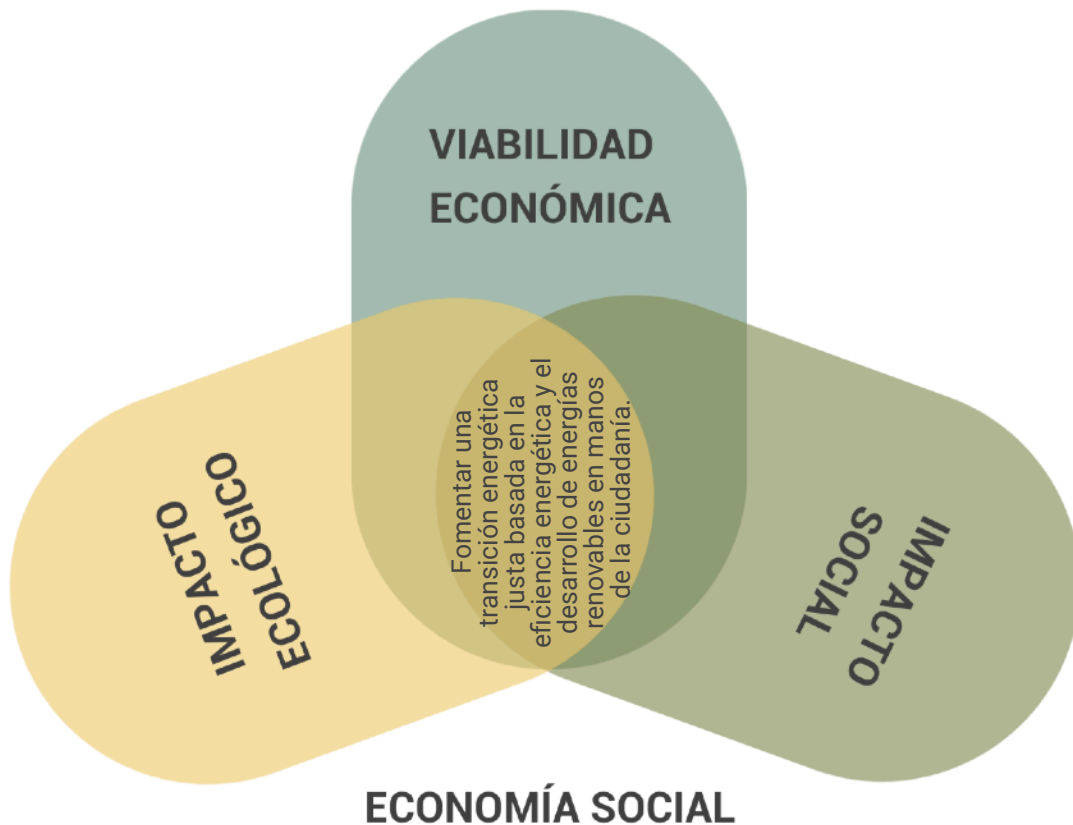 VIABILIDAD
ECONÓMICA
Fomentar una
transición energética
justa basada en la
eficiencia energética y el
desarrollo de energías
renovables en manos
de la ciudadanía.
IMPACTO
ECOLÓGICO
IMPACTO
SOCIAL
ECONOMÍA SOCIAL